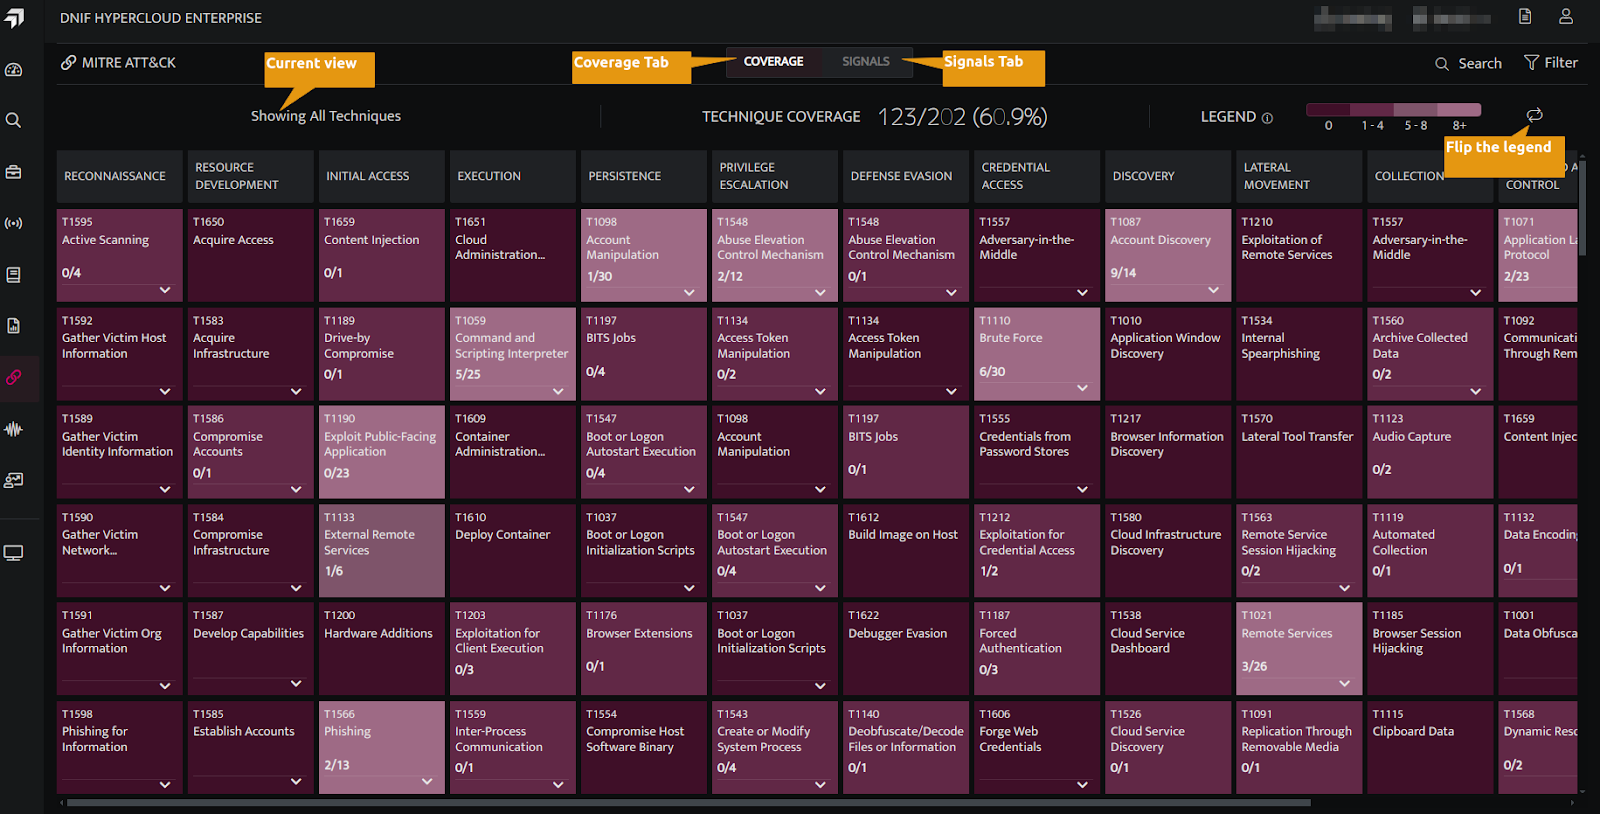 DNIF HYPERCLOUD ENTERPRISE
MITRE ATT&CK
Current view
Coverage Tab
COVERAGE
SIGNALS
Signals Tab
Search
Filter
Showing All Techniques
TECHNIQUE COVERAGE 123/202 (60.9%)
LEGEND
0 1 - 4 5 - 8 8+
Flip the legend
RECONNAISSANCE
RESOURCE
DEVELOPMENT
INITIAL ACCESS
EXECUTION
PERSISTENCE
PRIVILEGE
ESCALATION
DEFENSE EVASION
CREDENTIAL
ACCESS
DISCOVERY
LATERAL
MOVEMENT
COLLECTION
CONTROL
T1595
Active Scanning
0/4
T1650
Acquire Access
T1659
Content Injection
0/1
T1651
Cloud
Administration...
T1098
Account
Manipulation
1/30
T1548
Abuse Elevation
Control Mechanism
2/12
T1548
Abuse Elevation
Control Mechanism
0/1
T1557
Adversary-in-the-
Middle
T1087
Account Discovery
9/14
T1210
Exploitation of
Remote Services
T1557
Adversary-in-the-
Middle
T1071
Application La
Protocol
2/23
T1592
Gather Victim Host
Information
T1583
Acquire
Infrastructure
T1189
Drive-by
Compromise
0/1
T1059
Command and
Scripting Interpreter
5/25
T1197
BITS Jobs
0/4
T1134
Access Token
Manipulation
0/2
T1134
Access Token
Manipulation
T1110
Brute Force
6/30
T1010
Application Window
Discovery
T1534
Internal
Spearphishing
T1560
Archive Collected
Data
0/2
T1092
Communicati
Through Rem
T1589
Gather Victim
Identity Information
T1586
Compromise
Accounts
0/1
T1190
Exploit Public-Facing
Application
0/23
T1609
Container
Administration...
T1547
Boot or Logon
Autostart Execution
0/4
T1098
Account
Manipulation
T1197
BITS Jobs
0/1
T1555
Credentials from
Password Stores
T1217
Browser Information
Discovery
T1570
Lateral Tool Transfer
T1123
Audio Capture
0/2
T1659
Content Injec
T1590
Gather Victim
Network...
T1584
Compromise
Infrastructure
T1133
External Remote
Services
1/6
T1610
Deploy Container
T1037
Boot or Logon
Initialization Scripts
T1547
Boot or Logon
Autostart Execution
0/4
T1612
Build Image on Host
T1212
Exploitation for
Credential Access
1/2
T1580
Cloud Infrastructure
Discovery
T1563
Remote Service
Session Hijacking
0/2
T1119
Automated
Collection
0/1
T1132
Data Encoding
0/1
T1591
Gather Victim Org
Information
T1587
Develop Capabilities
T1200
Hardware Additions
T1203
Exploitation for
Client Execution
0/3
T1176
Browser Extensions
0/1
T1037
Boot or Logon
Initialization Scripts
T1622
Debugger Evasion
T1187
Forced
Authentication
0/3
T1538
Cloud Service
Dashboard
T1021
Remote Services
3/26
T1185
Browser Session
Hijacking
T1001
Data Obfusca
T1598
Phishing for
Information
T1585
Establish Accounts
T1566
Phishing
2/13
T1559
Inter-Process
Communication
0/1
T1554
Compromise Host
Software Binary
T1543
Create or Modify
System Process
0/4
T1140
Deobfuscate/Decode
Files or Information
0/1
T1606
Forge Web
Credentials
T1526
Cloud Service
Discovery
0/1
T1091
Replication Through
Removable Media
0/1
T1115
Clipboard Data
T1568
Dynamic Reso
0/2